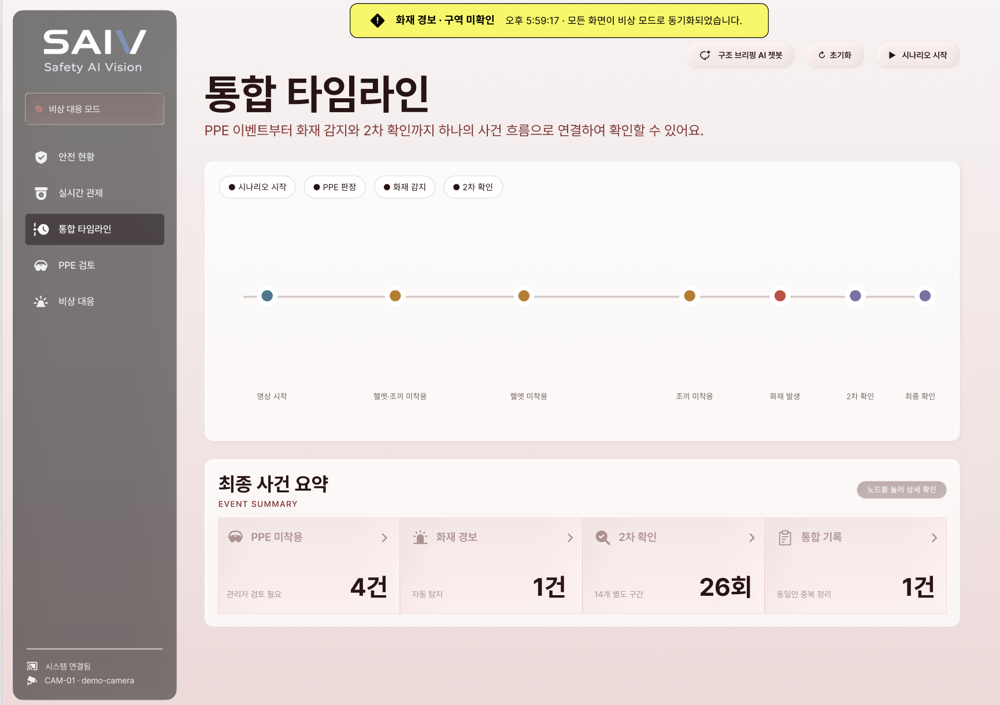 SAIV
Safety AI Vision
비상 대응 모드
안전 현황
실시간 관제
통합 타임라인
PPE 검토
비상 대응
시스템 연결됨
CAM-01 · demo-camera
화재 경보 · 구역 미확인 오후 5:59:17 · 모든 화면이 비상 모드로 동기화되었습니다.
구조 브리핑 AI 챗봇 초기화 시나리오 시작
통합 타임라인
PPE 이벤트부터 화재 감지와 2차 확인까지 하나의 사건 흐름으로 연결하여 확인할 수 있어요.
시나리오 시작 PPE 판정 화재 감지 2차 확인
영상 시작 헬멧·조끼 미착용 헬멧 미착용 조끼 미착용 화재 발생 2차 확인 최종 확인
최종 사건 요약
EVENT SUMMARY
노드를 눌러 상세 확인
PPE 미착용
관리자 검토 필요 4건
화재 경보
자동 탐지 1건
2차 확인
14개 별도 구간 26회
통합 기록
동일인 중복 정리 1건